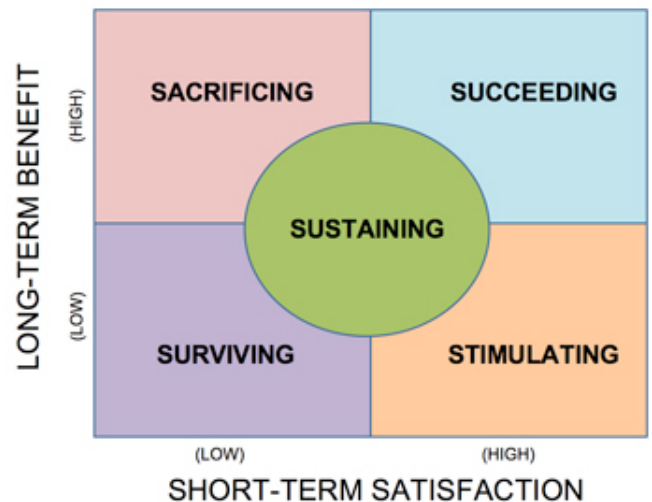 LONG-TERM BENEFIT
(HIGH)
(LOW)
SACRIFICING
SUCCEEDING
SUSTAINING
SURVIVING
STIMULATING
(LOW)
(HIGH)
SHORT-TERM SATISFACTION